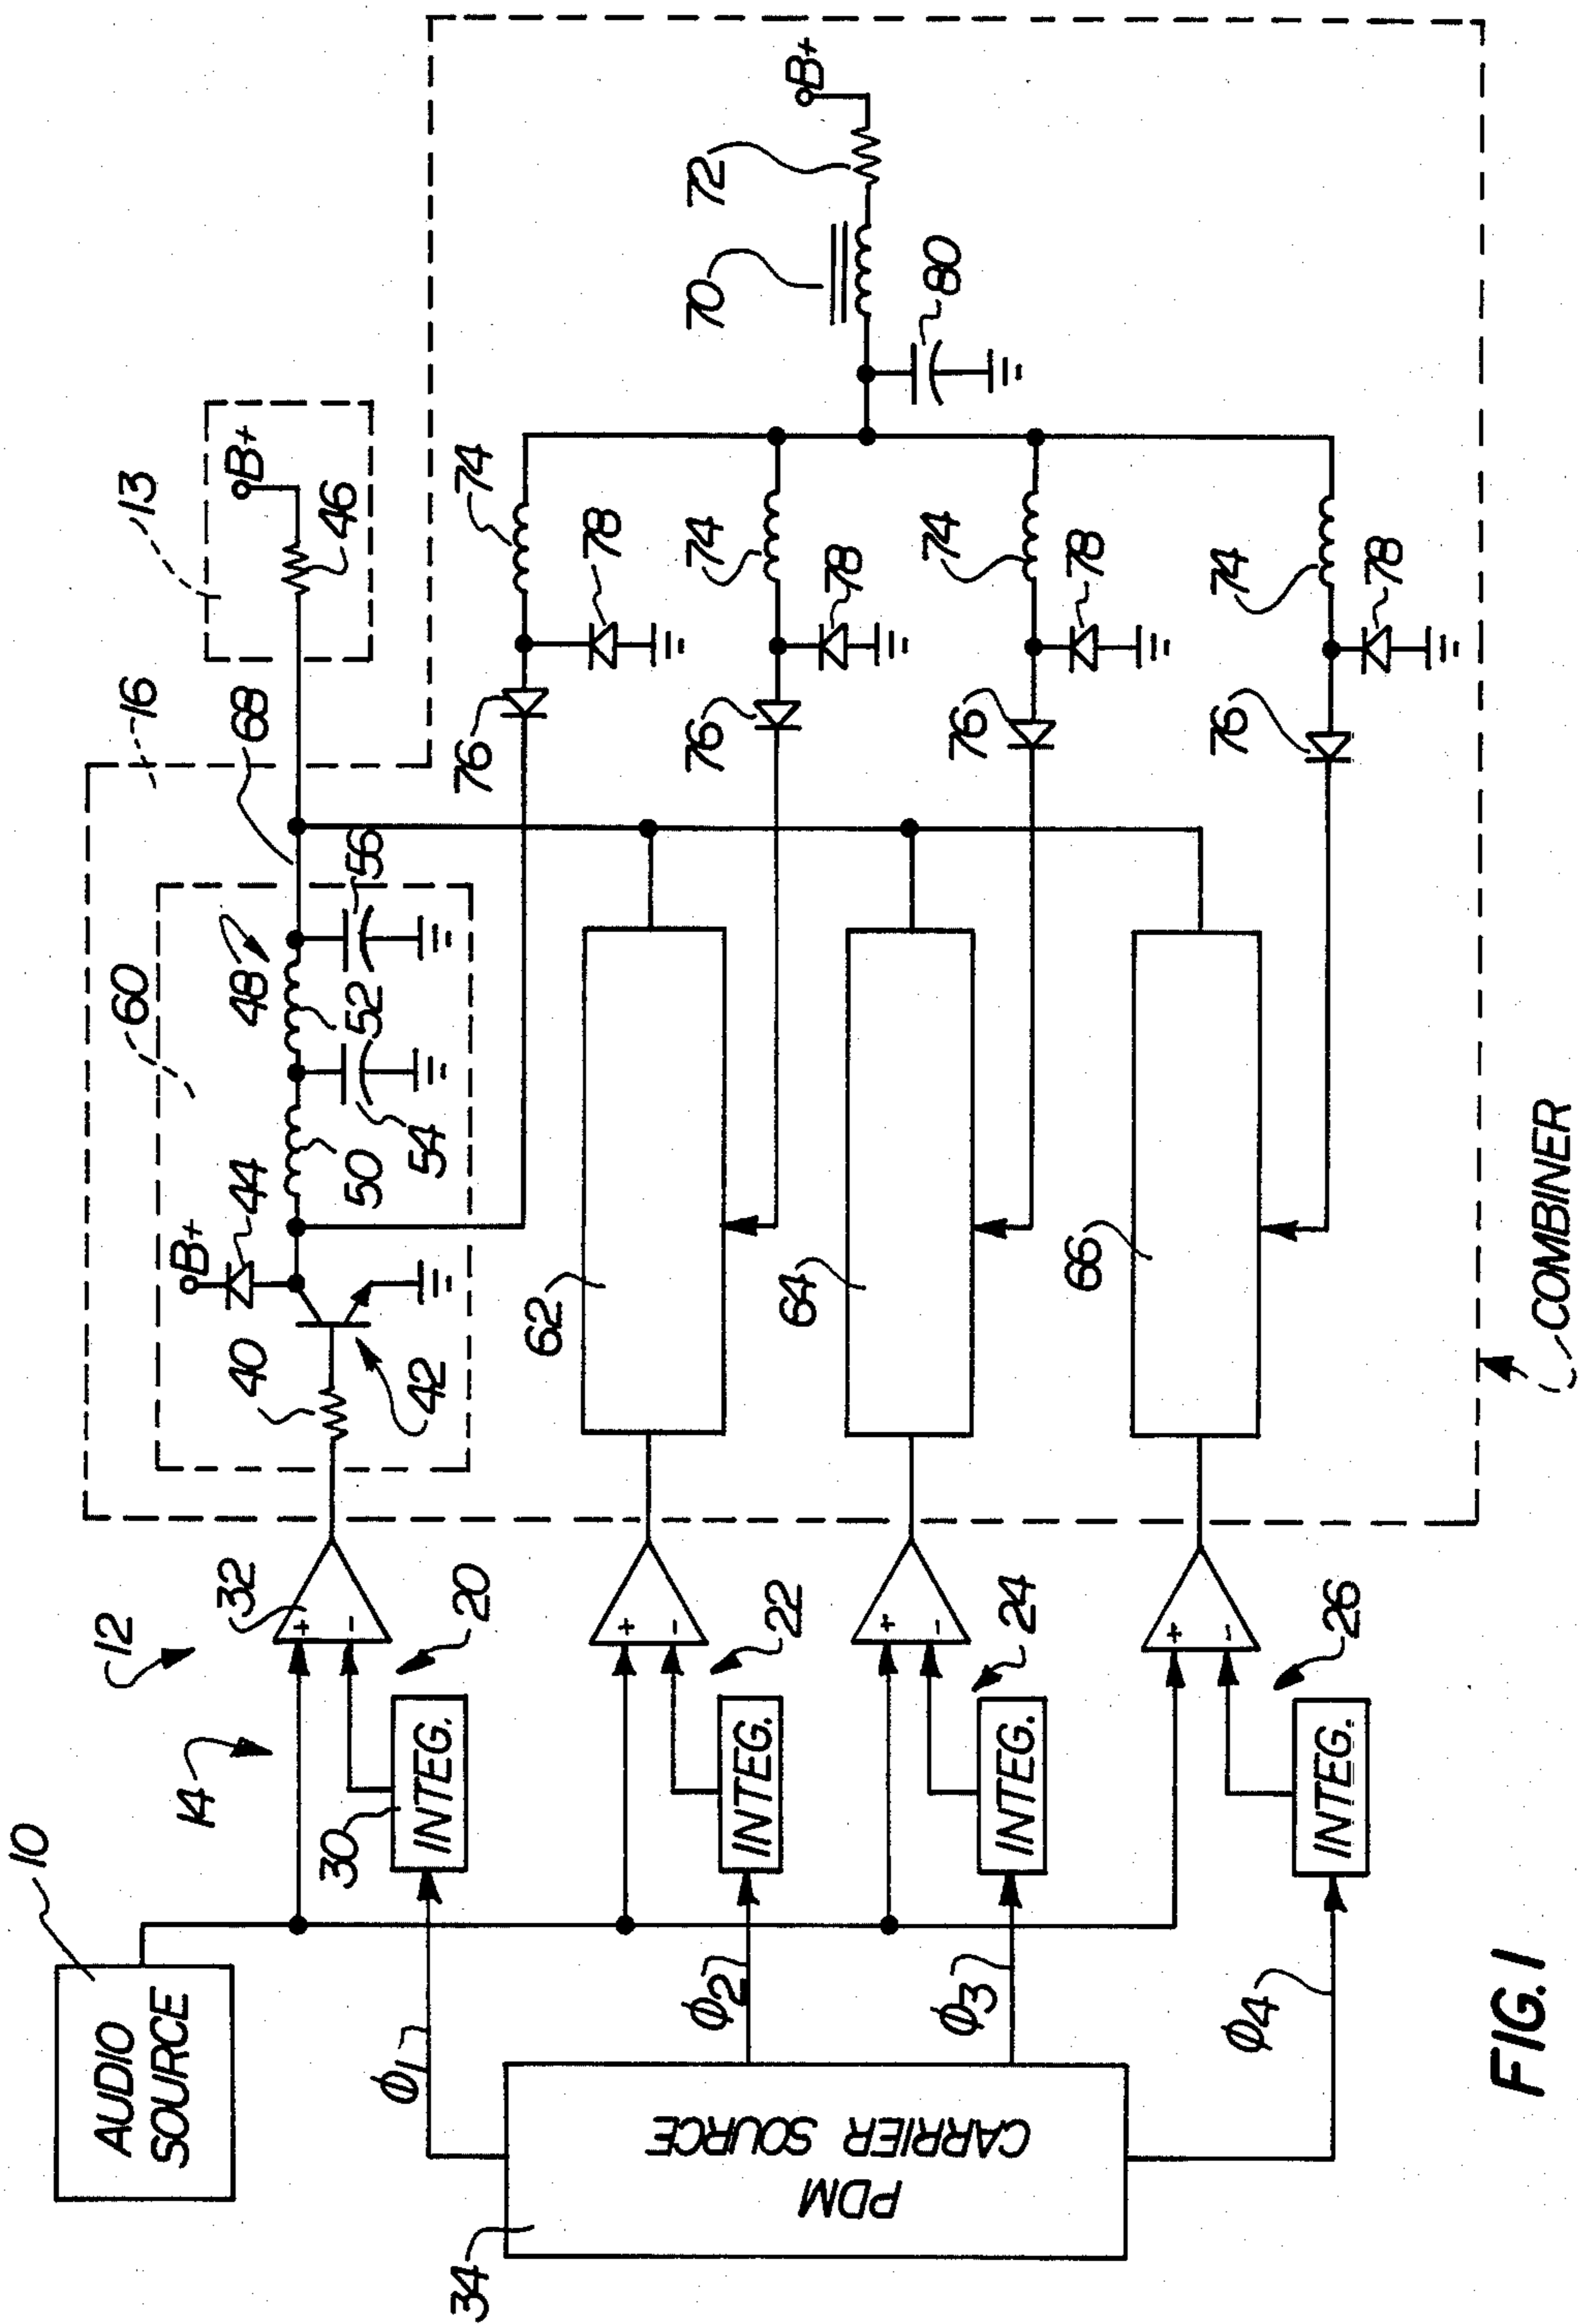 10
AUDIO
SOURCE
12
14
16
13
60
68
B+
46
B+
44
40
42
50
54
52
48
56
32
+
-
20
30
INTEG.
Φ1
76
74
78
62
+
-
22
INTEG.
Φ2
76
74
78
B+
72
70
80
64
+
-
24
INTEG.
Φ3
76
74
78
66
+
-
26
INTEG.
Φ4
76
74
78
34
PDM
CARRIER SOURCE
COMBINER
FIG. 1